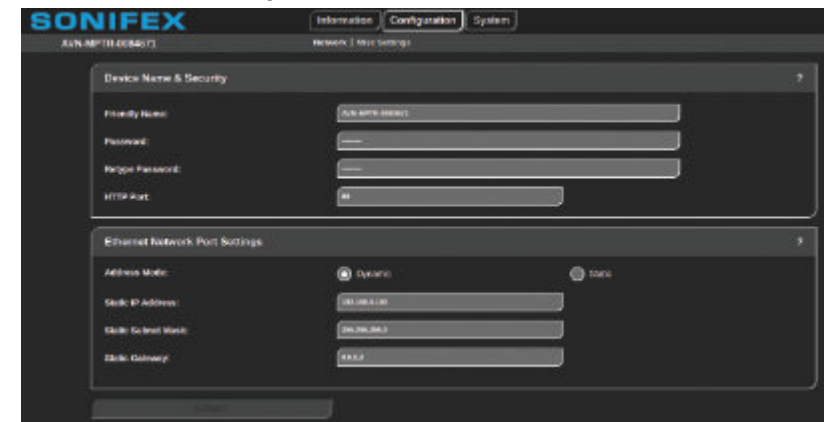 SONIFEX
Information Configuration System
Network | Misc Settings
Device Name & Security ?
Friendly Name:
Password:
Retype Password:
HTTP Port:
Ethernet Network Port Settings ?
Address Mode: Dynamic Static
Static IP Address:
Static Subnet Mask:
Static Gateway: